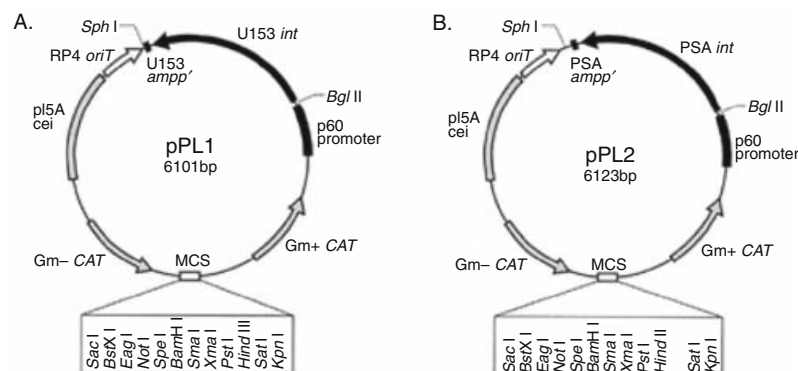 A.
Sph I
U153 int
RP4 oriT
U153
ampp′
Bgl II
pl5A
cei
p60
promoter
pPL1
6101bp
Gm– CAT
MCS
Gm+ CAT
Sac I
BstX I
Eag I
Not I
Spe I
BamH I
Sma I
Xma I
Pst I
Hind III
Sat I
Kpn I
B.
Sph I
PSA int
RP4 oriT
PSA
ampp′
Bgl II
pl5A
cei
p60
promoter
pPL2
6123bp
Gm– CAT
MCS
Gm+ CAT
Sac I
BstX I
Eag I
Not I
Spe I
BamH I
Sma I
Xma I
Pst I
Hind II
Sat I
Kpn I